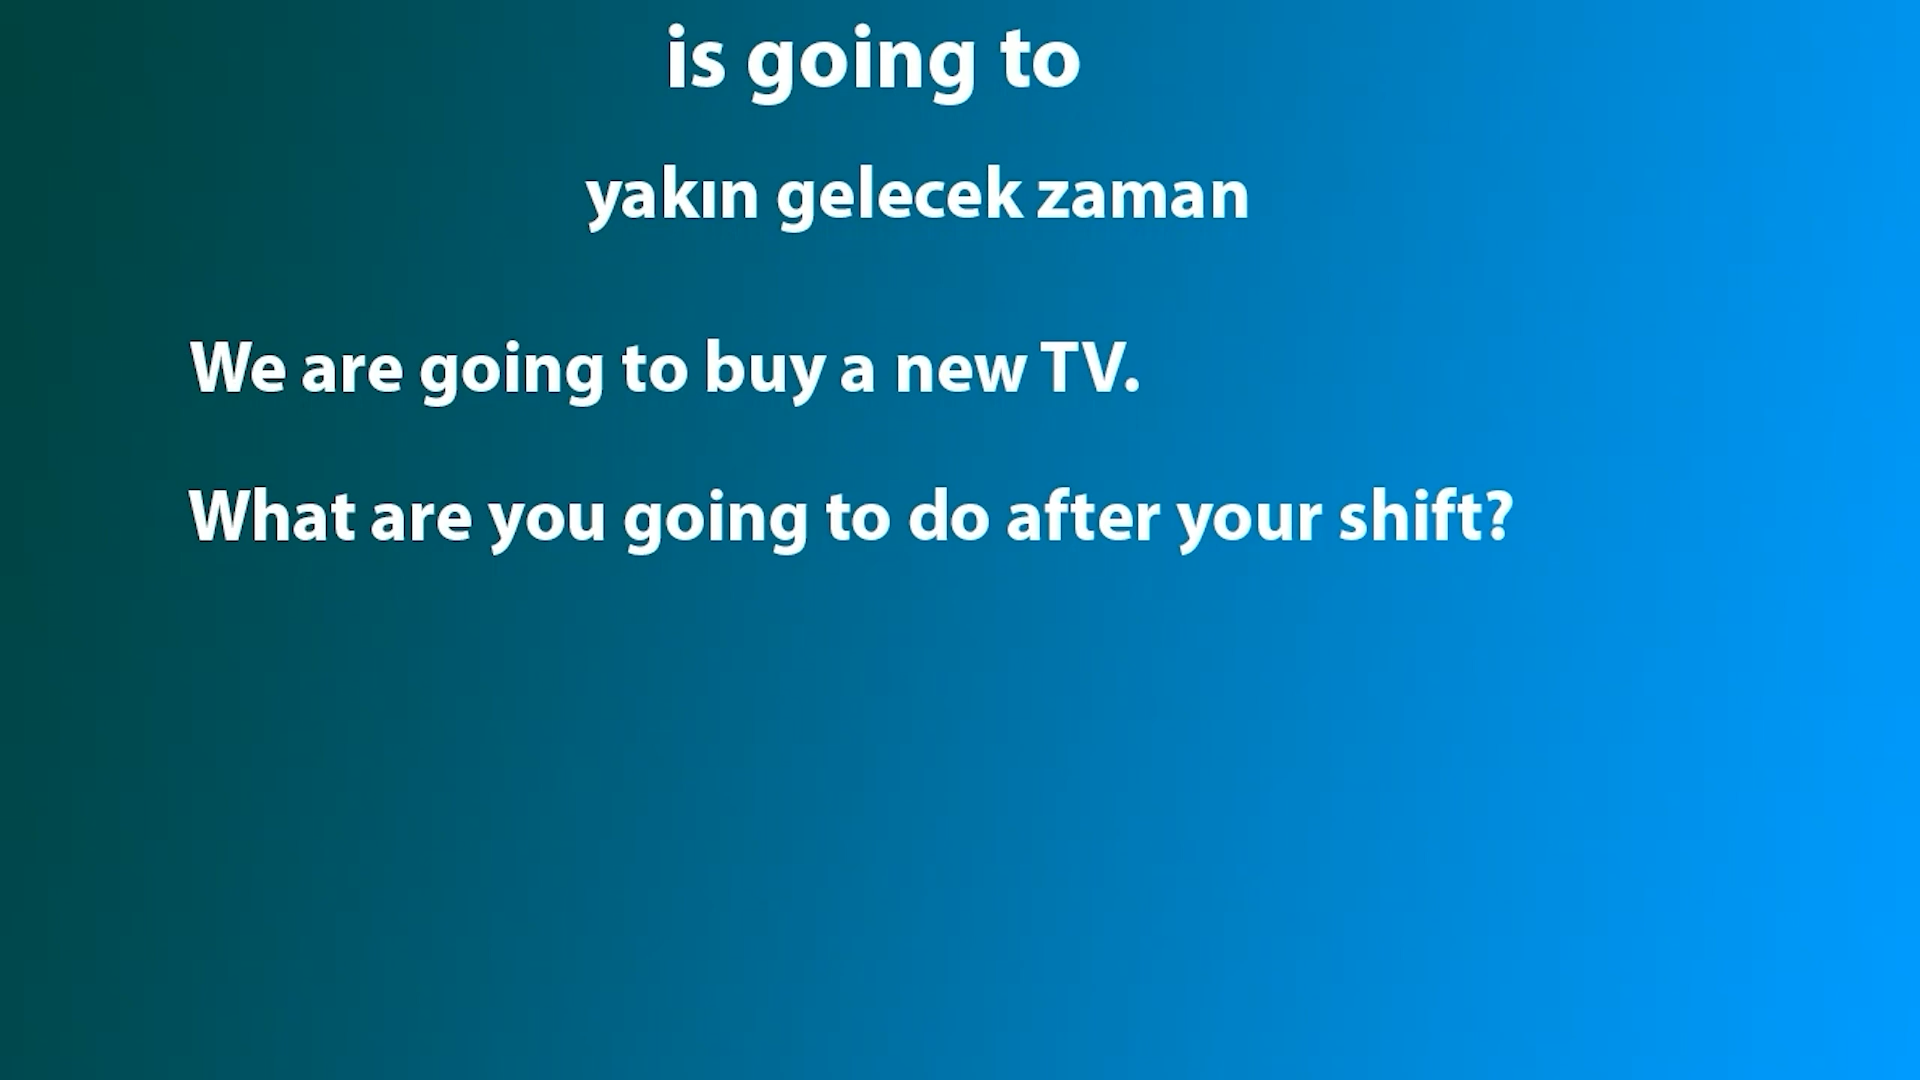 is going to
yakın gelecek zaman
We are going to buy a new TV.
What are you going to do after your shift?